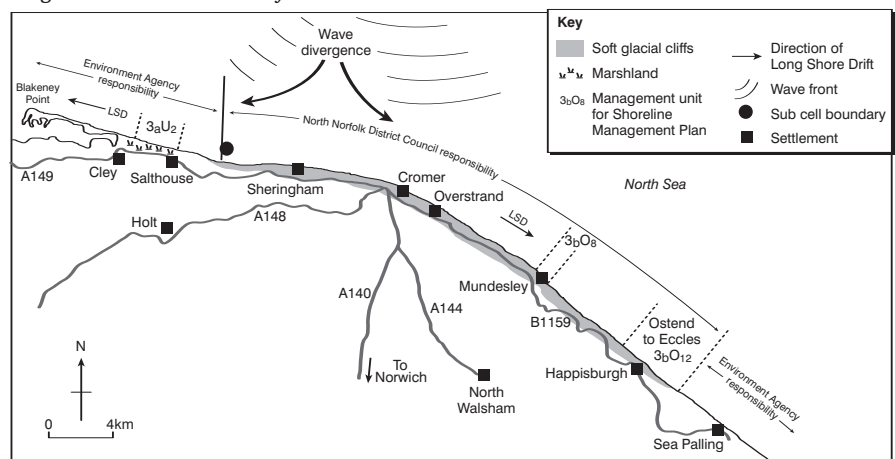 Wave
divergence
Key
Soft glacial cliffs
Marshland
3bO8 Management unit
for Shoreline
Management Plan
Direction of
Long Shore Drift
Wave front
Sub cell boundary
Settlement
Environment Agency
responsibility
Blakeney
Point
LSD
3aU2
North Norfolk District Council responsibility
North Sea
A149
Cley
Salthouse
Sheringham
Cromer
Overstrand
LSD
3bO8
Holt
A148
Mundesley
A140
A144
B1159
Ostend
to Eccles
3bO12
Environment Agency
responsibility
To
Norwich
North
Walsham
Happisburgh
Sea Palling
N
0 4km